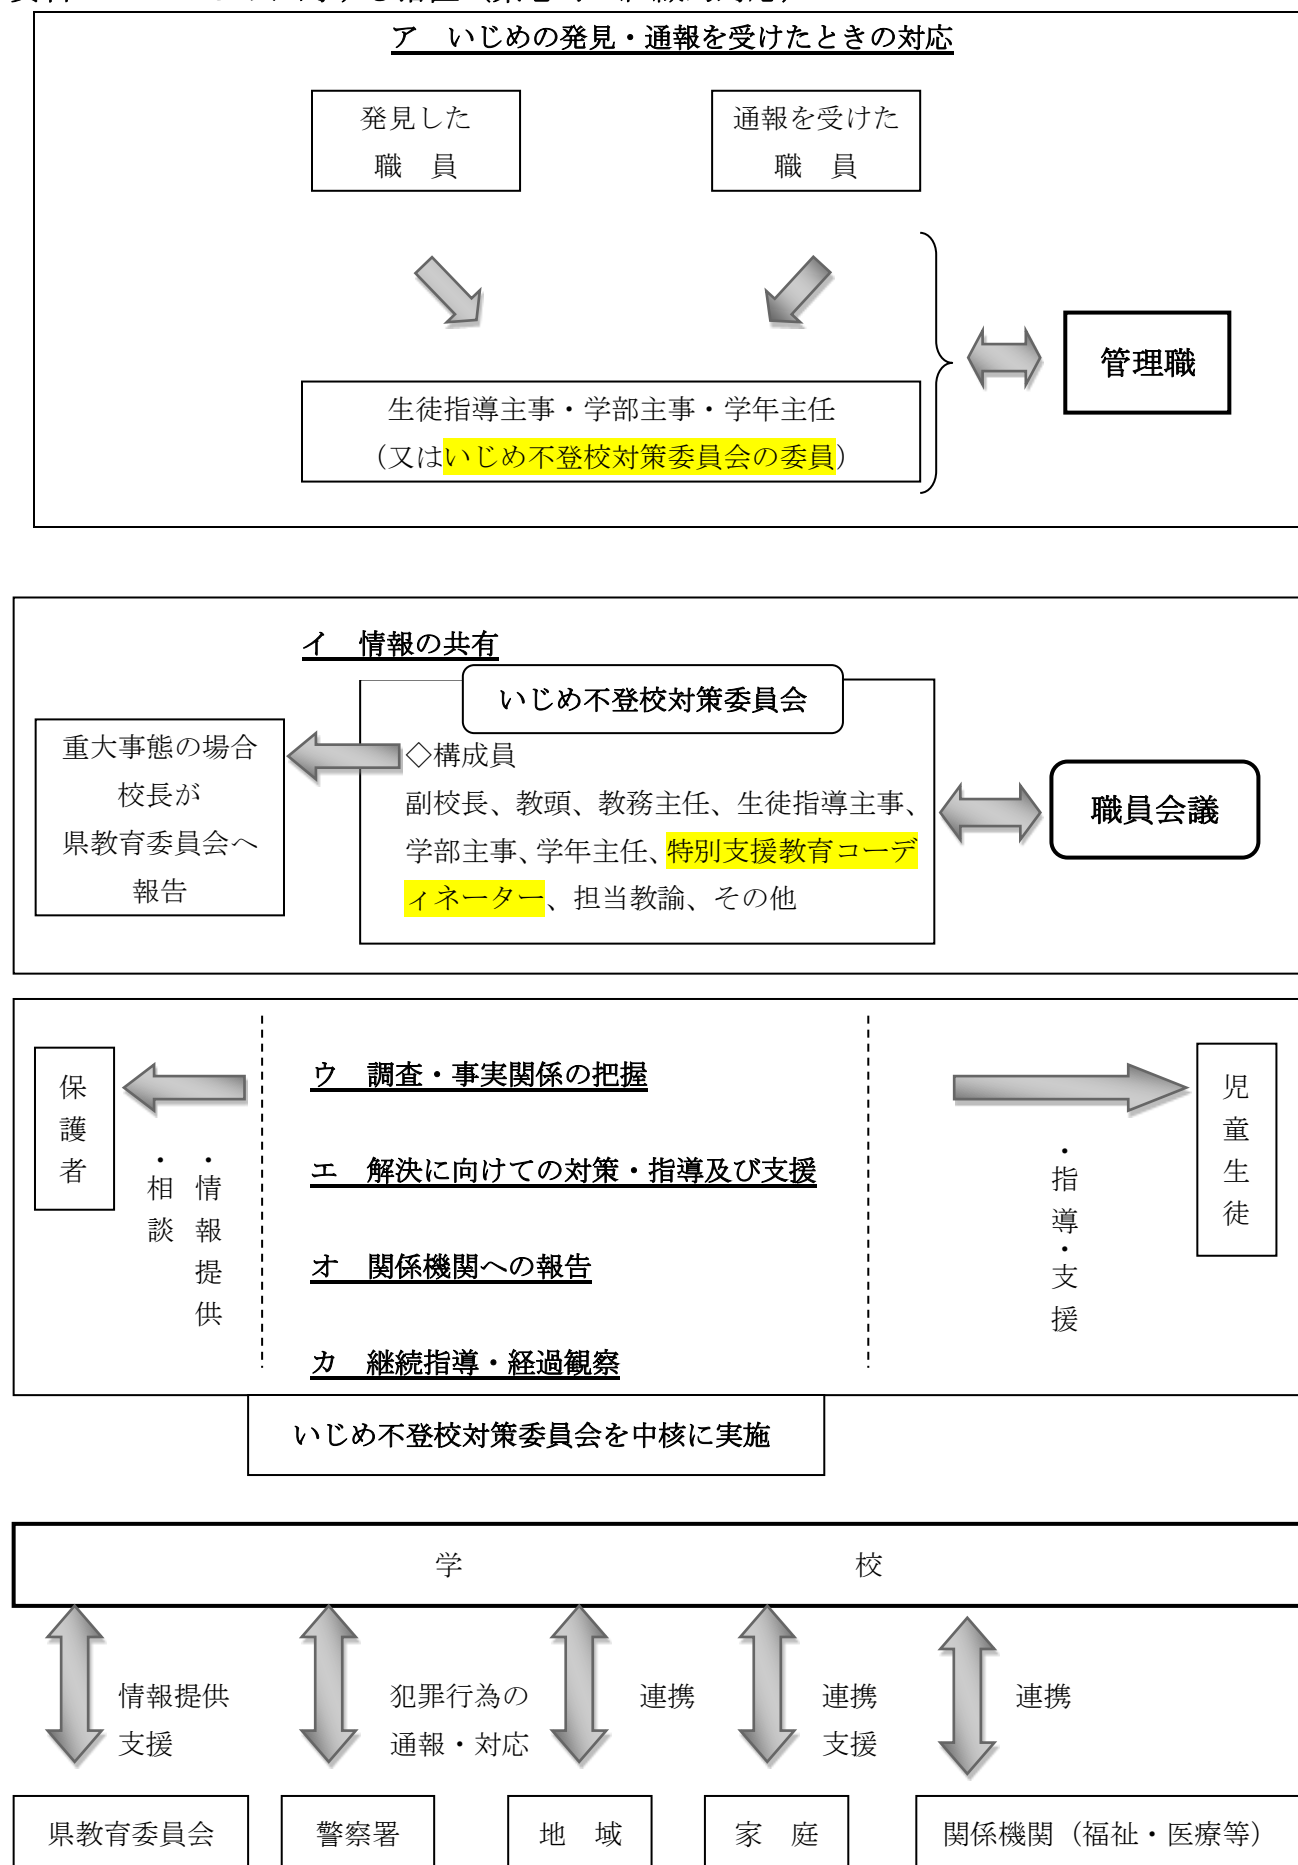 ア　いじめの発見・通報を受けたときの対応
発見した
職　員
通報を受けた
職　員
管理職
生徒指導主事・学部主事・学年主任
（又はいじめ不登校対策委員会の委員）
イ　情報の共有
いじめ不登校対策委員会
重大事態の場合
校長が
県教育委員会へ
報告
◇構成員
副校長、教頭、教務主任、生徒指導主事、
学部主事、学年主任、特別支援教育コーデ
ィネーター、担当教諭、その他
職員会議
保護者
・情報提供
・相談
ウ　調査・事実関係の把握
エ　解決に向けての対策・指導及び支援
オ　関係機関への報告
カ　継続指導・経過観察
・指導・支援
児童生徒
いじめ不登校対策委員会を中核に実施
学　校
情報提供
支援
犯罪行為の
通報・対応
連携
連携
支援
連携
県教育委員会
警察署
地　域
家　庭
関係機関（福祉・医療等）